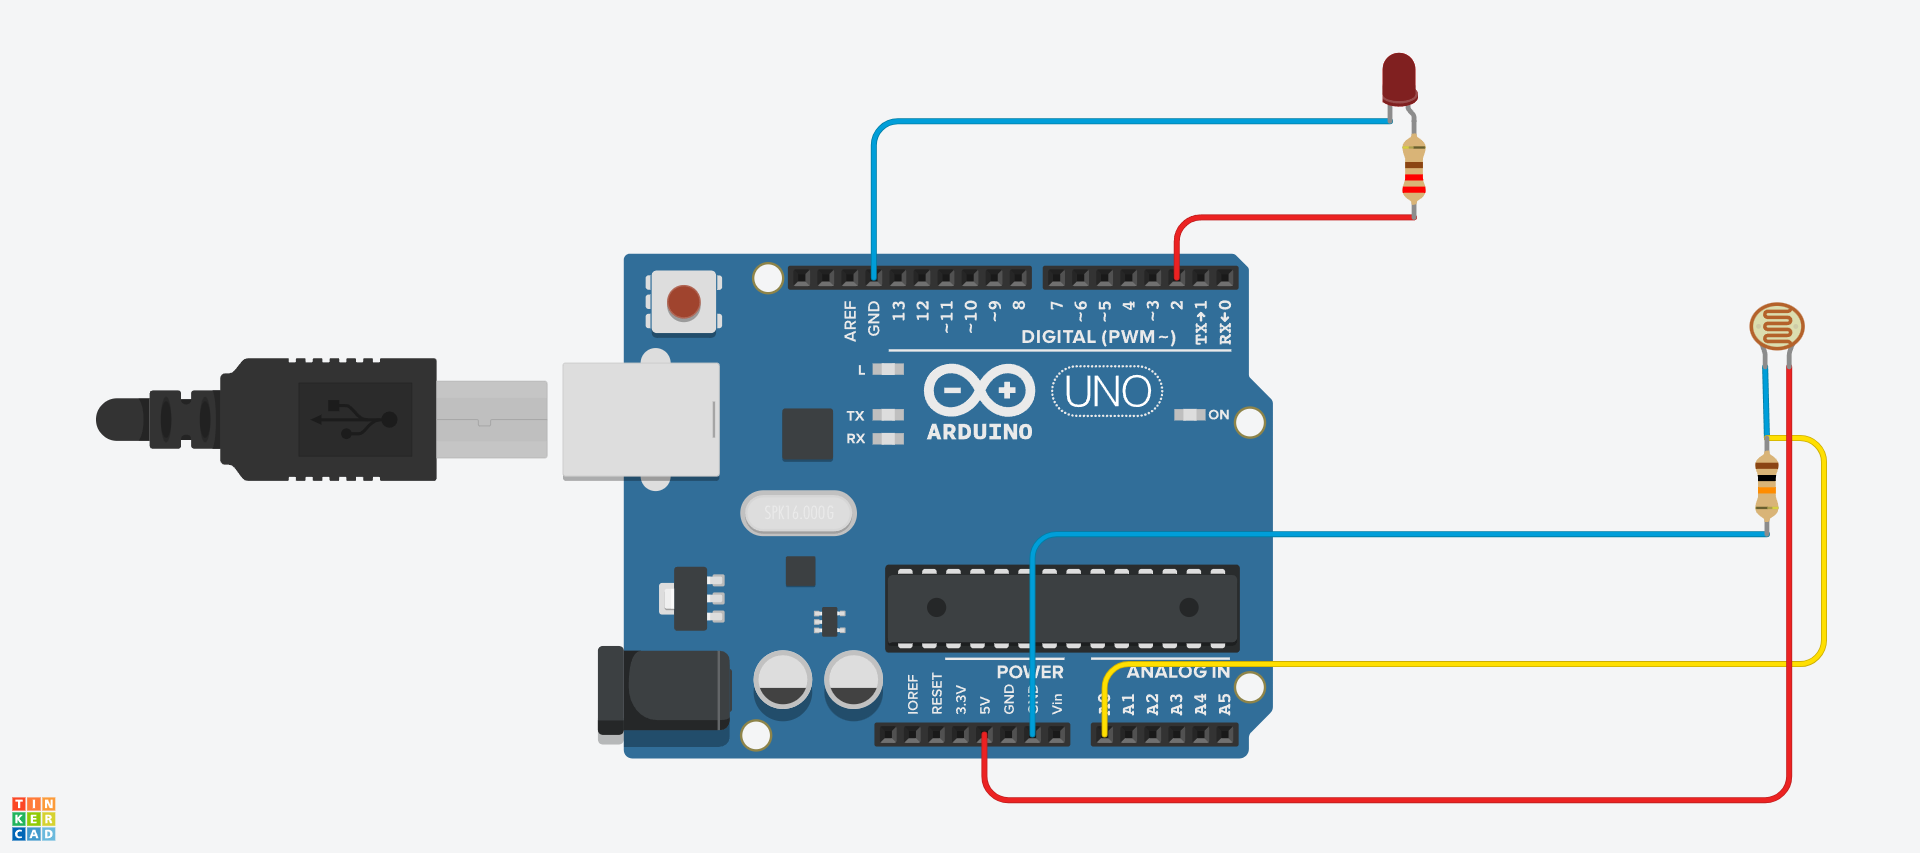 AREF
GND
13
12
~11
~10
~9
8
7
~6
~5
4
~3
2
TX→1
RX←0
DIGITAL (PWM~)
L
TX
RX
ARDUINO
UNO
ON
SPK16.000G
POWER
ANALOG IN
IOREF
RESET
3.3V
5V
GND
GND
Vin
A0
A1
A2
A3
A4
A5
TIN
KER
CAD